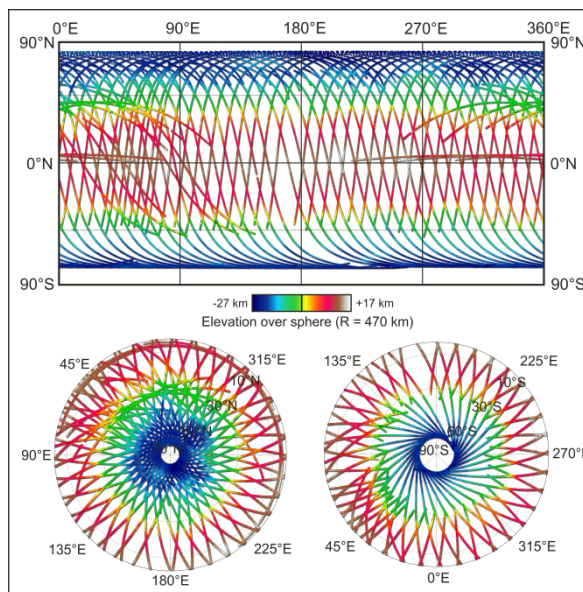 0°E 90°E 180°E 270°E 360°E
90°N 90°N
0°N 0°N
90°S 90°S
-27 km +17 km
Elevation over sphere (R = 470 km)
45°E 315°E 135°E 225°E
10°N 10°S
30°N 30°S
60°S
90°E 90°S 270°E
135°E 225°E 45°E 315°E
180°E 0°E